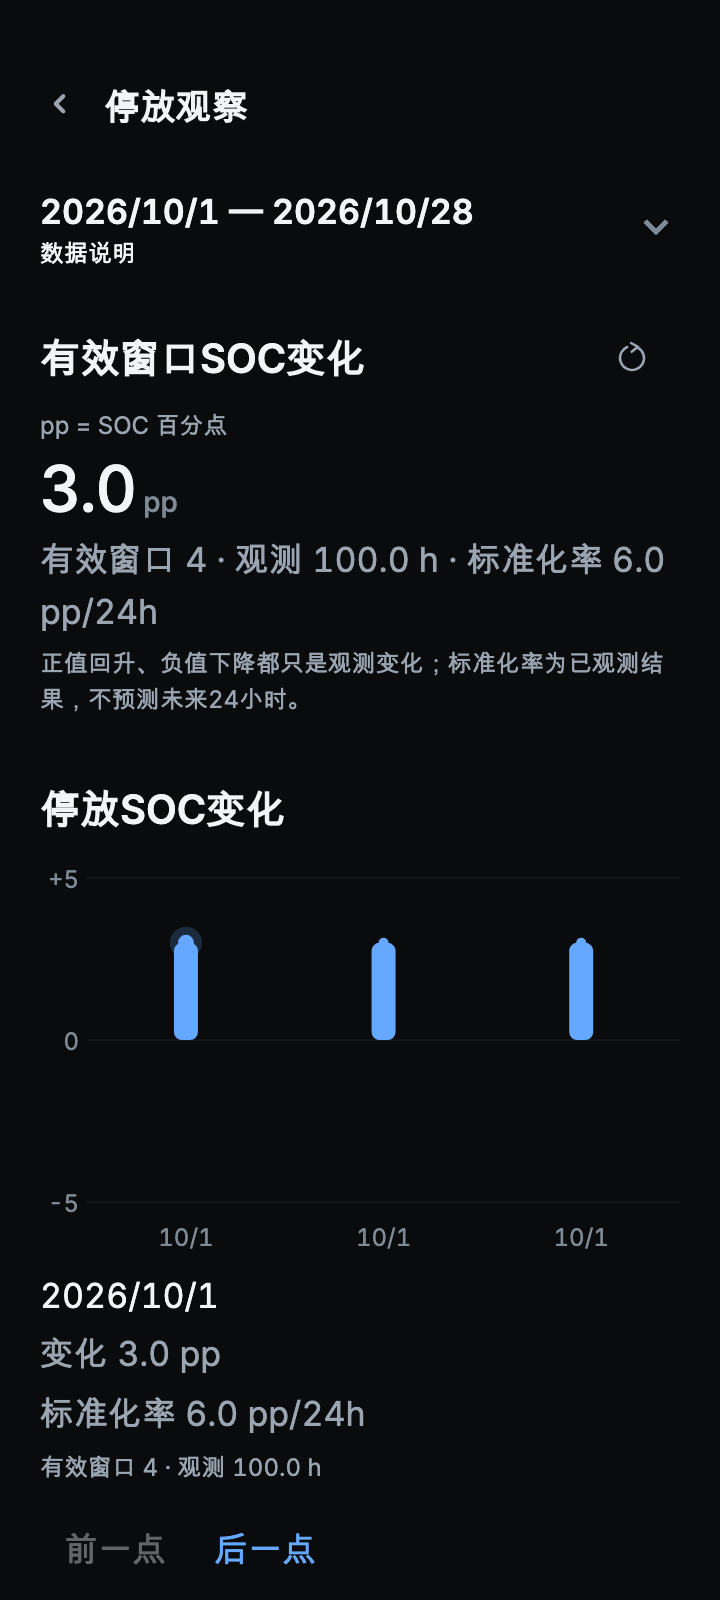 停放观察
2026/10/1 — 2026/10/28
数据说明
有效窗口SOC变化
pp = SOC 百分点
3.0 pp
有效窗口 4 · 观测 100.0 h · 标准化率 6.0
pp/24h
正值回升、负值下降都只是观测变化；标准化率为已观测结
果，不预测未来24小时。
停放SOC变化
+5
0
-5
10/1 10/1 10/1
2026/10/1
变化 3.0 pp
标准化率 6.0 pp/24h
有效窗口 4 · 观测 100.0 h
前一点 后一点